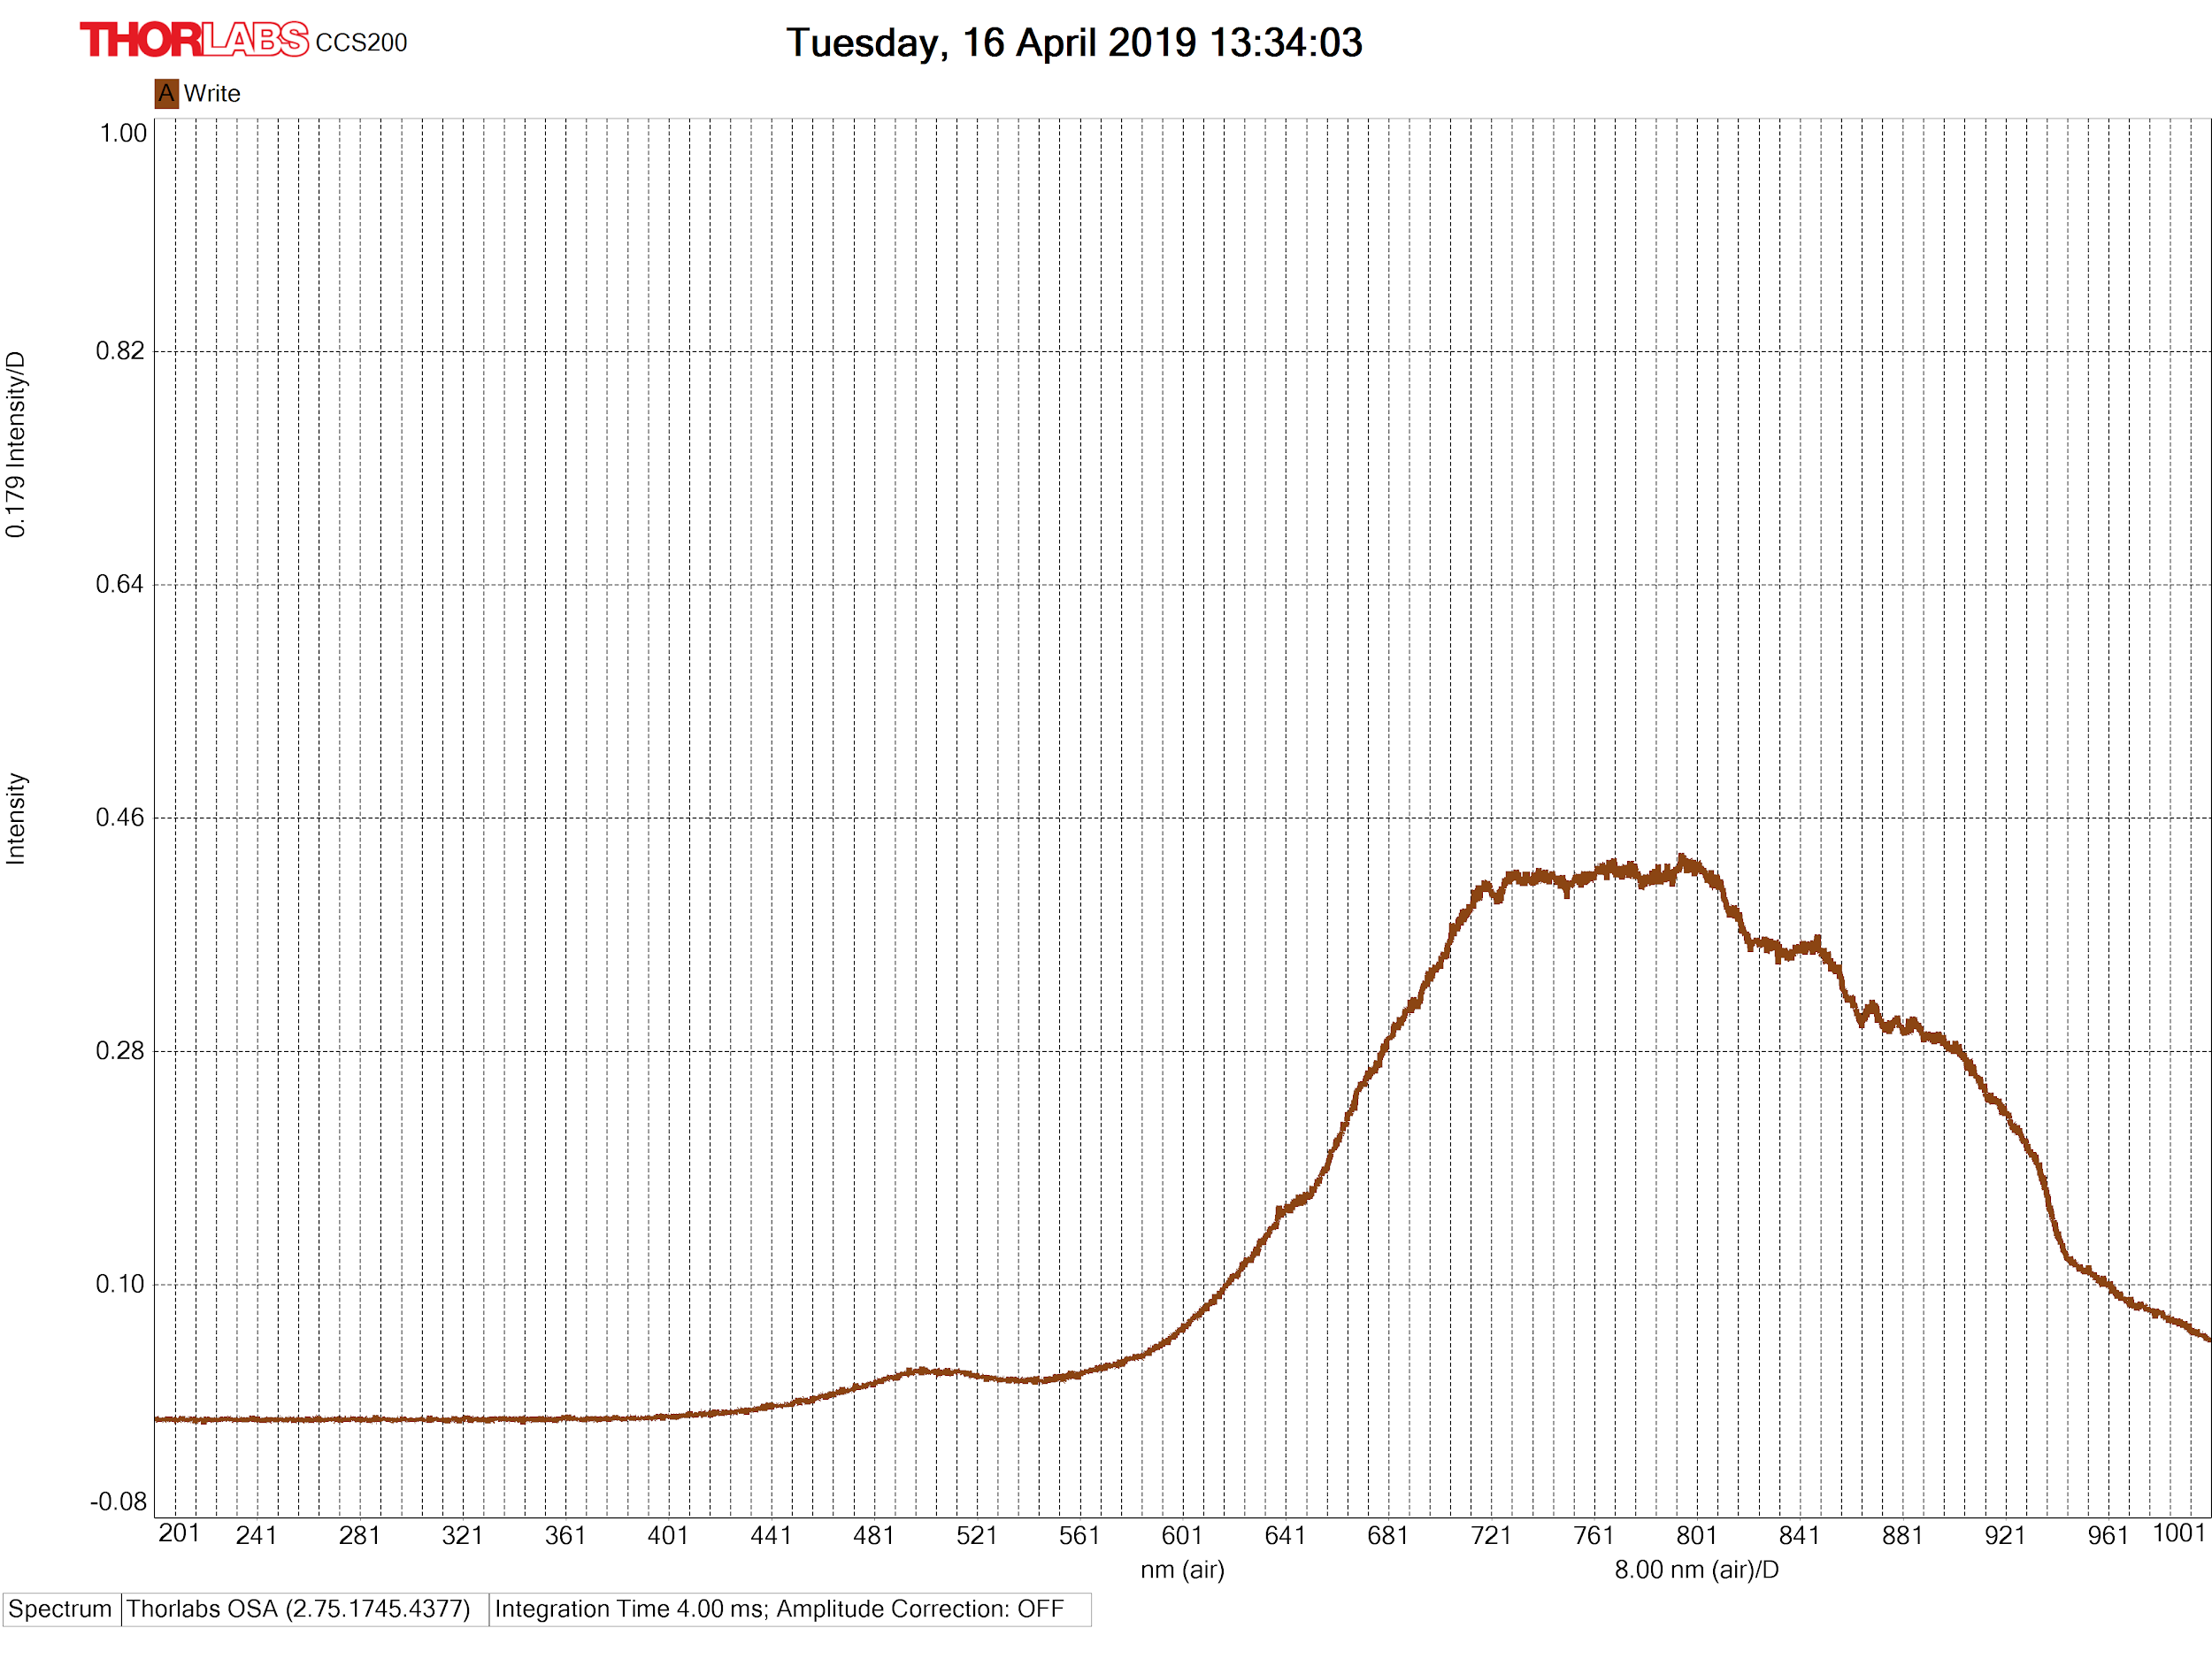 THORLABS CCS200
Tuesday, 16 April 2019 13:34:03
A Write
0.179 Intensity/D
Intensity
1.00
0.82
0.64
0.46
0.28
0.10
-0.08
201 241 281 321 361 401 441 481 521 561 601 641 681 721 761 801 841 881 921 961 1001
nm (air) 8.00 nm (air)/D
Spectrum Thorlabs OSA (2.75.1745.4377) Integration Time 4.00 ms; Amplitude Correction: OFF